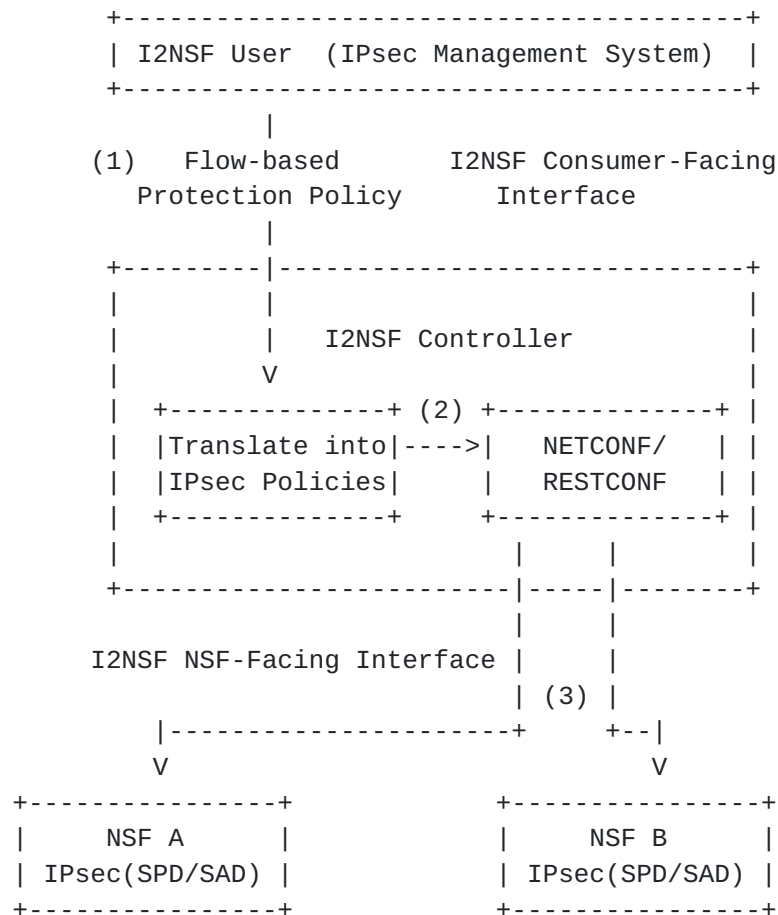 +----------------------------------------+
| I2NSF User  (IPsec Management System)  |
+----------------------------------------+
          |
(1)   Flow-based       I2NSF Consumer-Facing
   Protection Policy      Interface
          |
+---------|------------------------------+
|         |                              |
|         |   I2NSF Controller           |
|         V                              |
|  +--------------+ (2) +--------------+ |
|  |Translate into|---->|   NETCONF/   | |
|  |IPsec Policies|     |   RESTCONF   | |
|  +--------------+     +--------------+ |
|                          |     |       |
+--------------------------|-----|-------+
                           |     |
I2NSF NSF-Facing Interface |     |
                           | (3) |
|----------------------+      +--|
V                                V
+----------------+             +----------------+
|     NSF A      |             |     NSF B      |
| IPsec(SPD/SAD) |             | IPsec(SPD/SAD) |
+----------------+             +----------------+